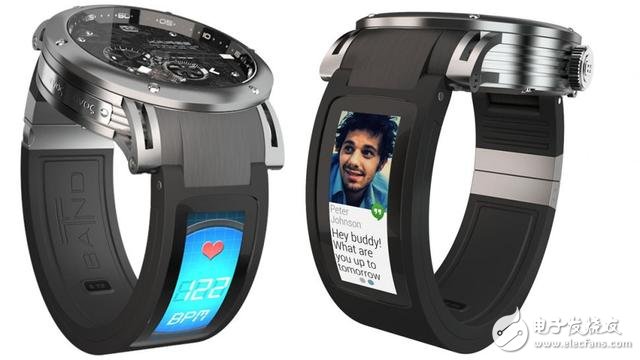 05
T-BAND
122
BPM
Peter
Johnson
Hey buddy!
What are
you up to
tomorrow
电子发烧友
www.elecfans.com